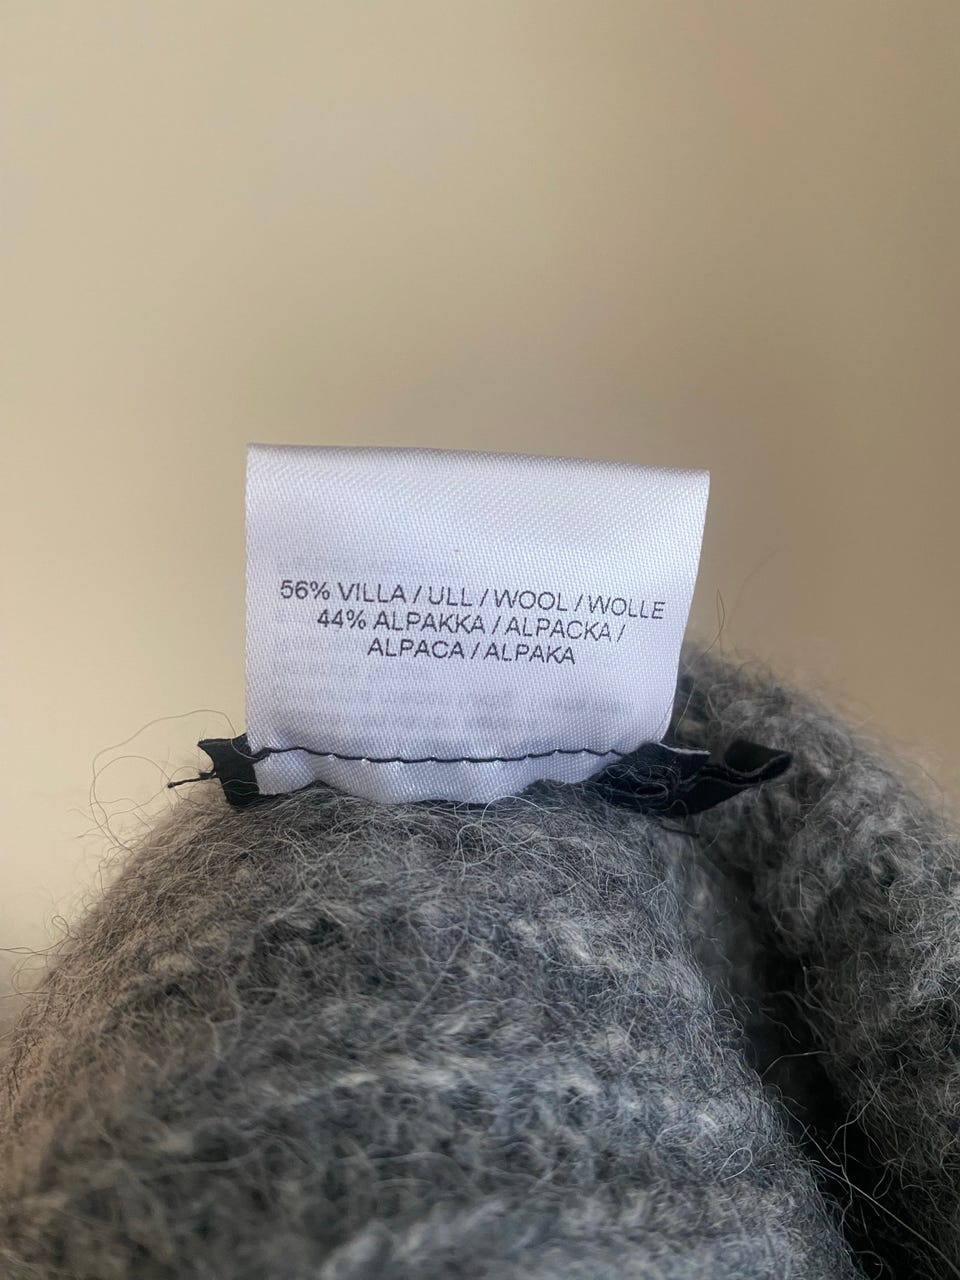 56% VILLA / ULL / WOOL / WOLLE
44% ALPAKKA / ALPACKA /
ALPACA / ALPAKA